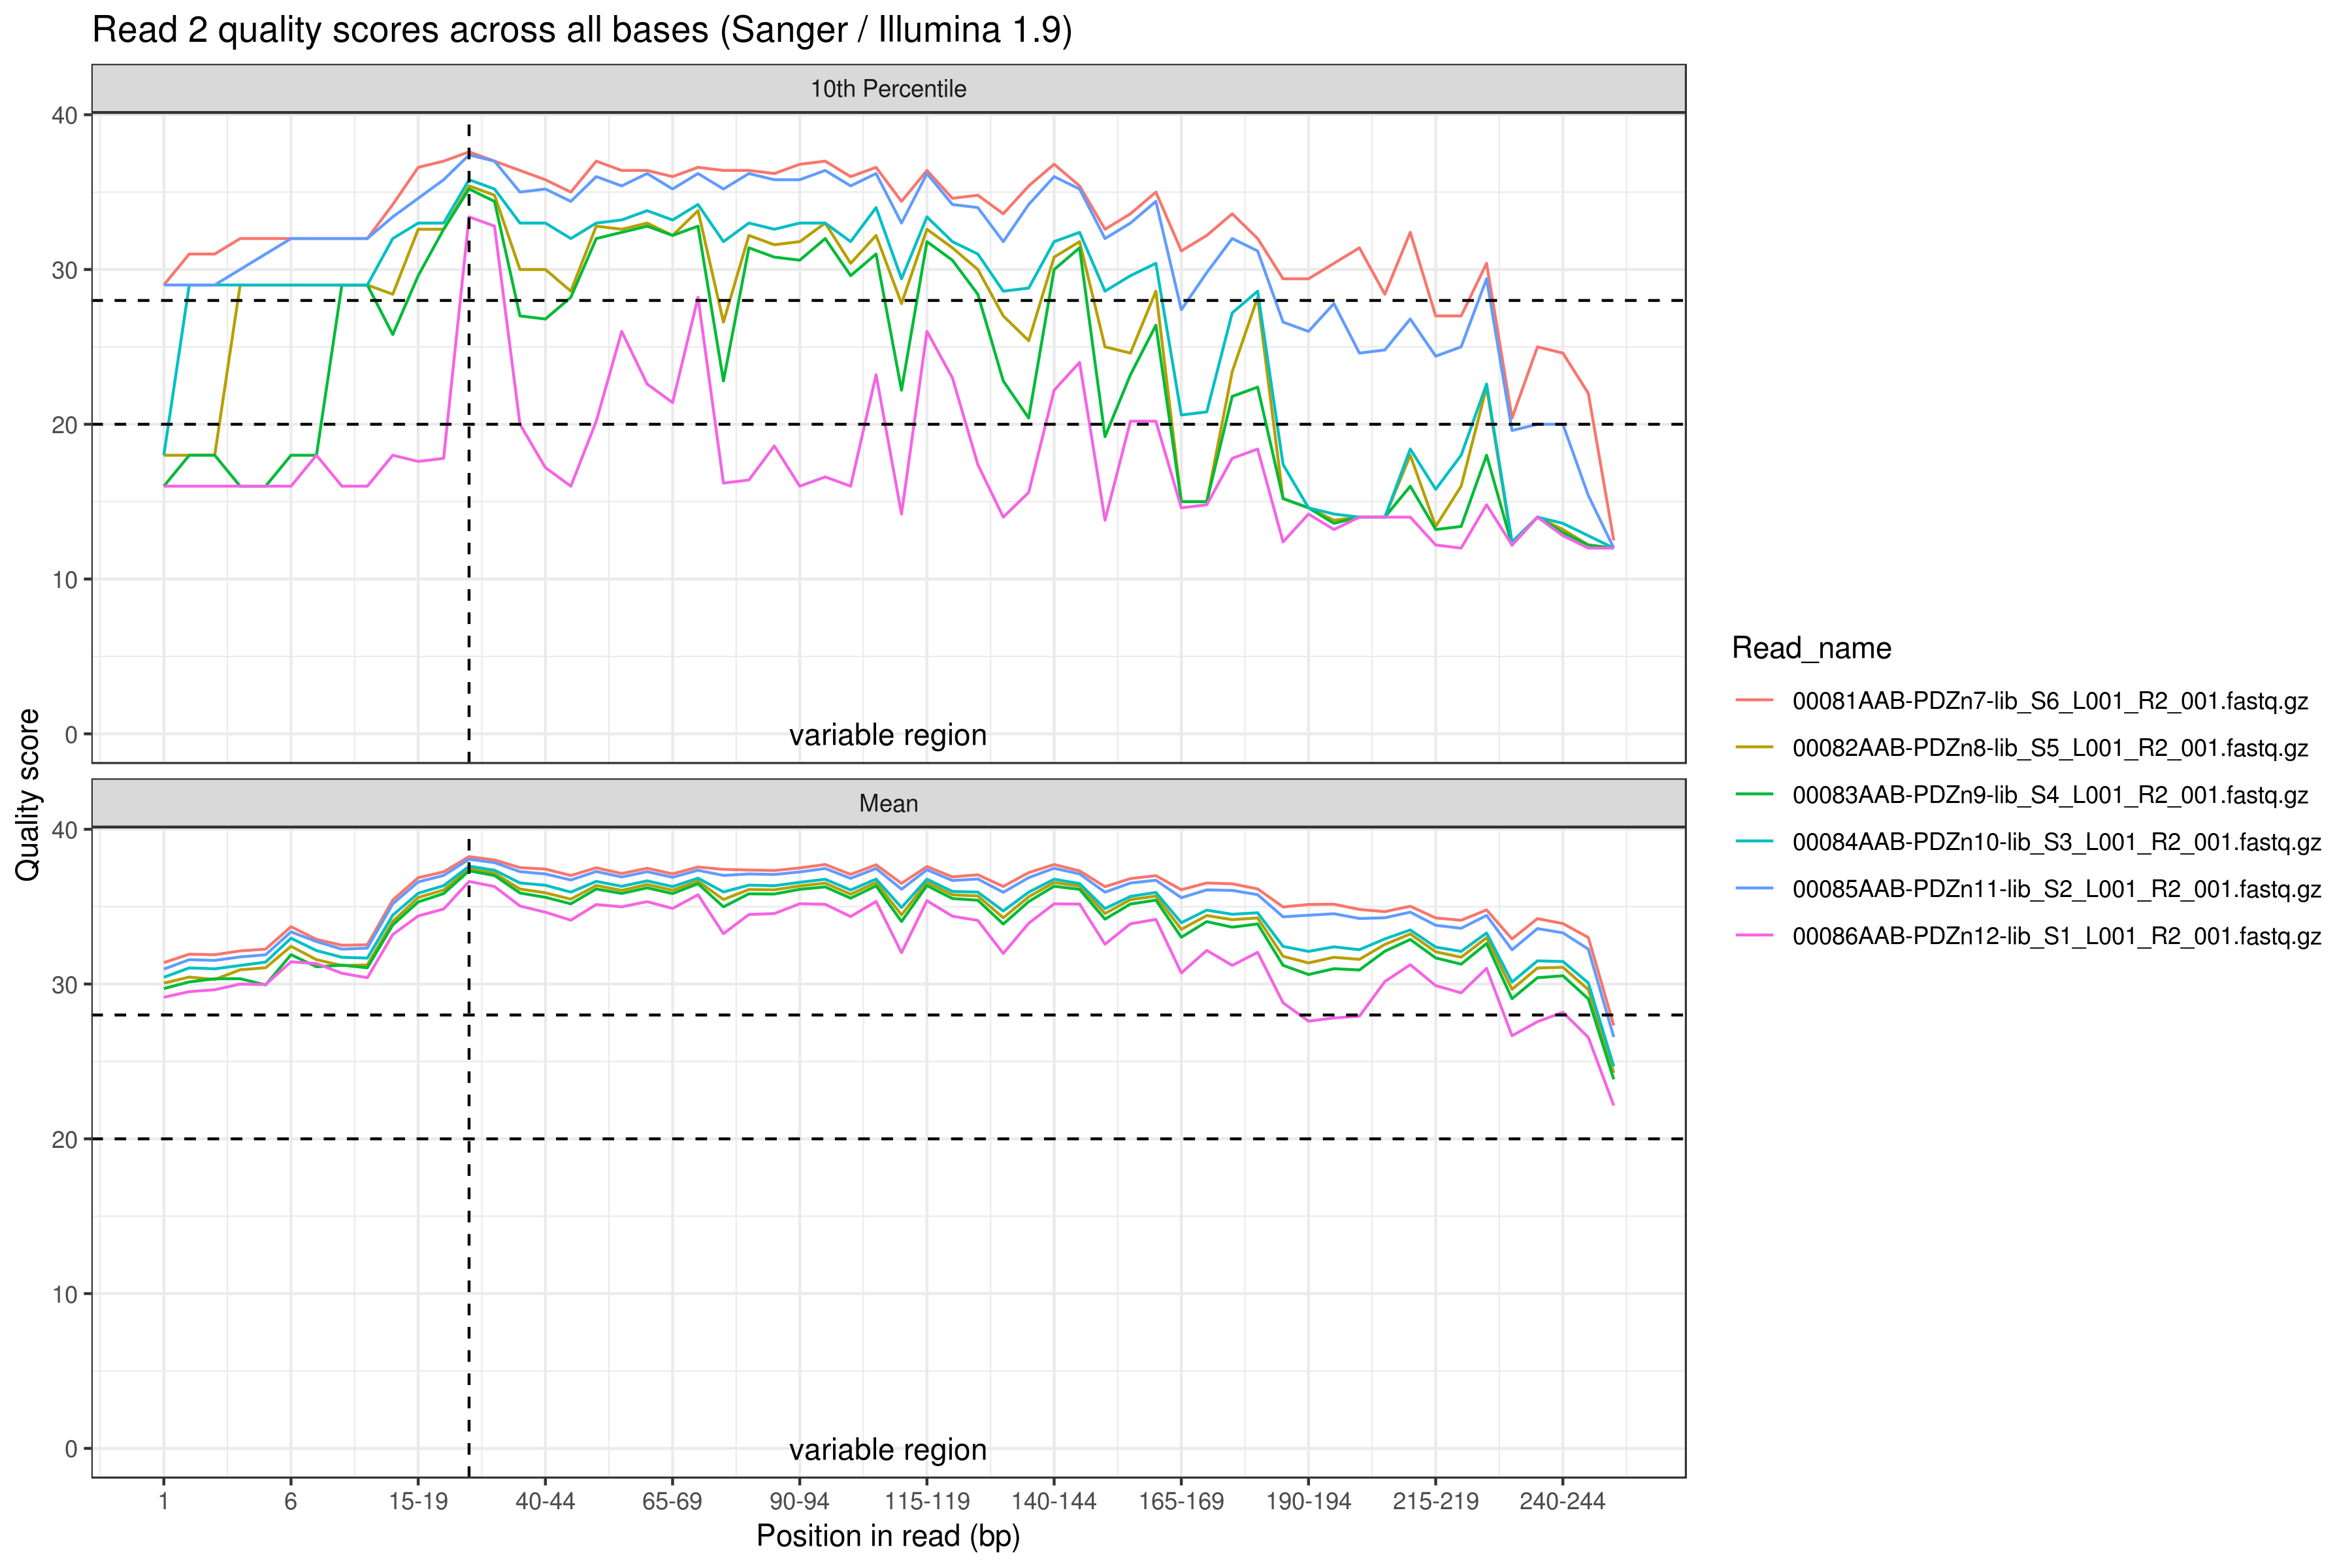 Read 2 quality scores across all bases (Sanger / Illumina 1.9)
10th Percentile
40
30
20
10
0
variable region
Quality score
Mean
40
30
20
10
0
variable region
1 6 15-19 40-44 65-69 90-94 115-119 140-144 165-169 190-194 215-219 240-244
Position in read (bp)
Read_name
00081AAB-PDZn7-lib_S6_L001_R2_001.fastq.gz
00082AAB-PDZn8-lib_S5_L001_R2_001.fastq.gz
00083AAB-PDZn9-lib_S4_L001_R2_001.fastq.gz
00084AAB-PDZn10-lib_S3_L001_R2_001.fastq.gz
00085AAB-PDZn11-lib_S2_L001_R2_001.fastq.gz
00086AAB-PDZn12-lib_S1_L001_R2_001.fastq.gz